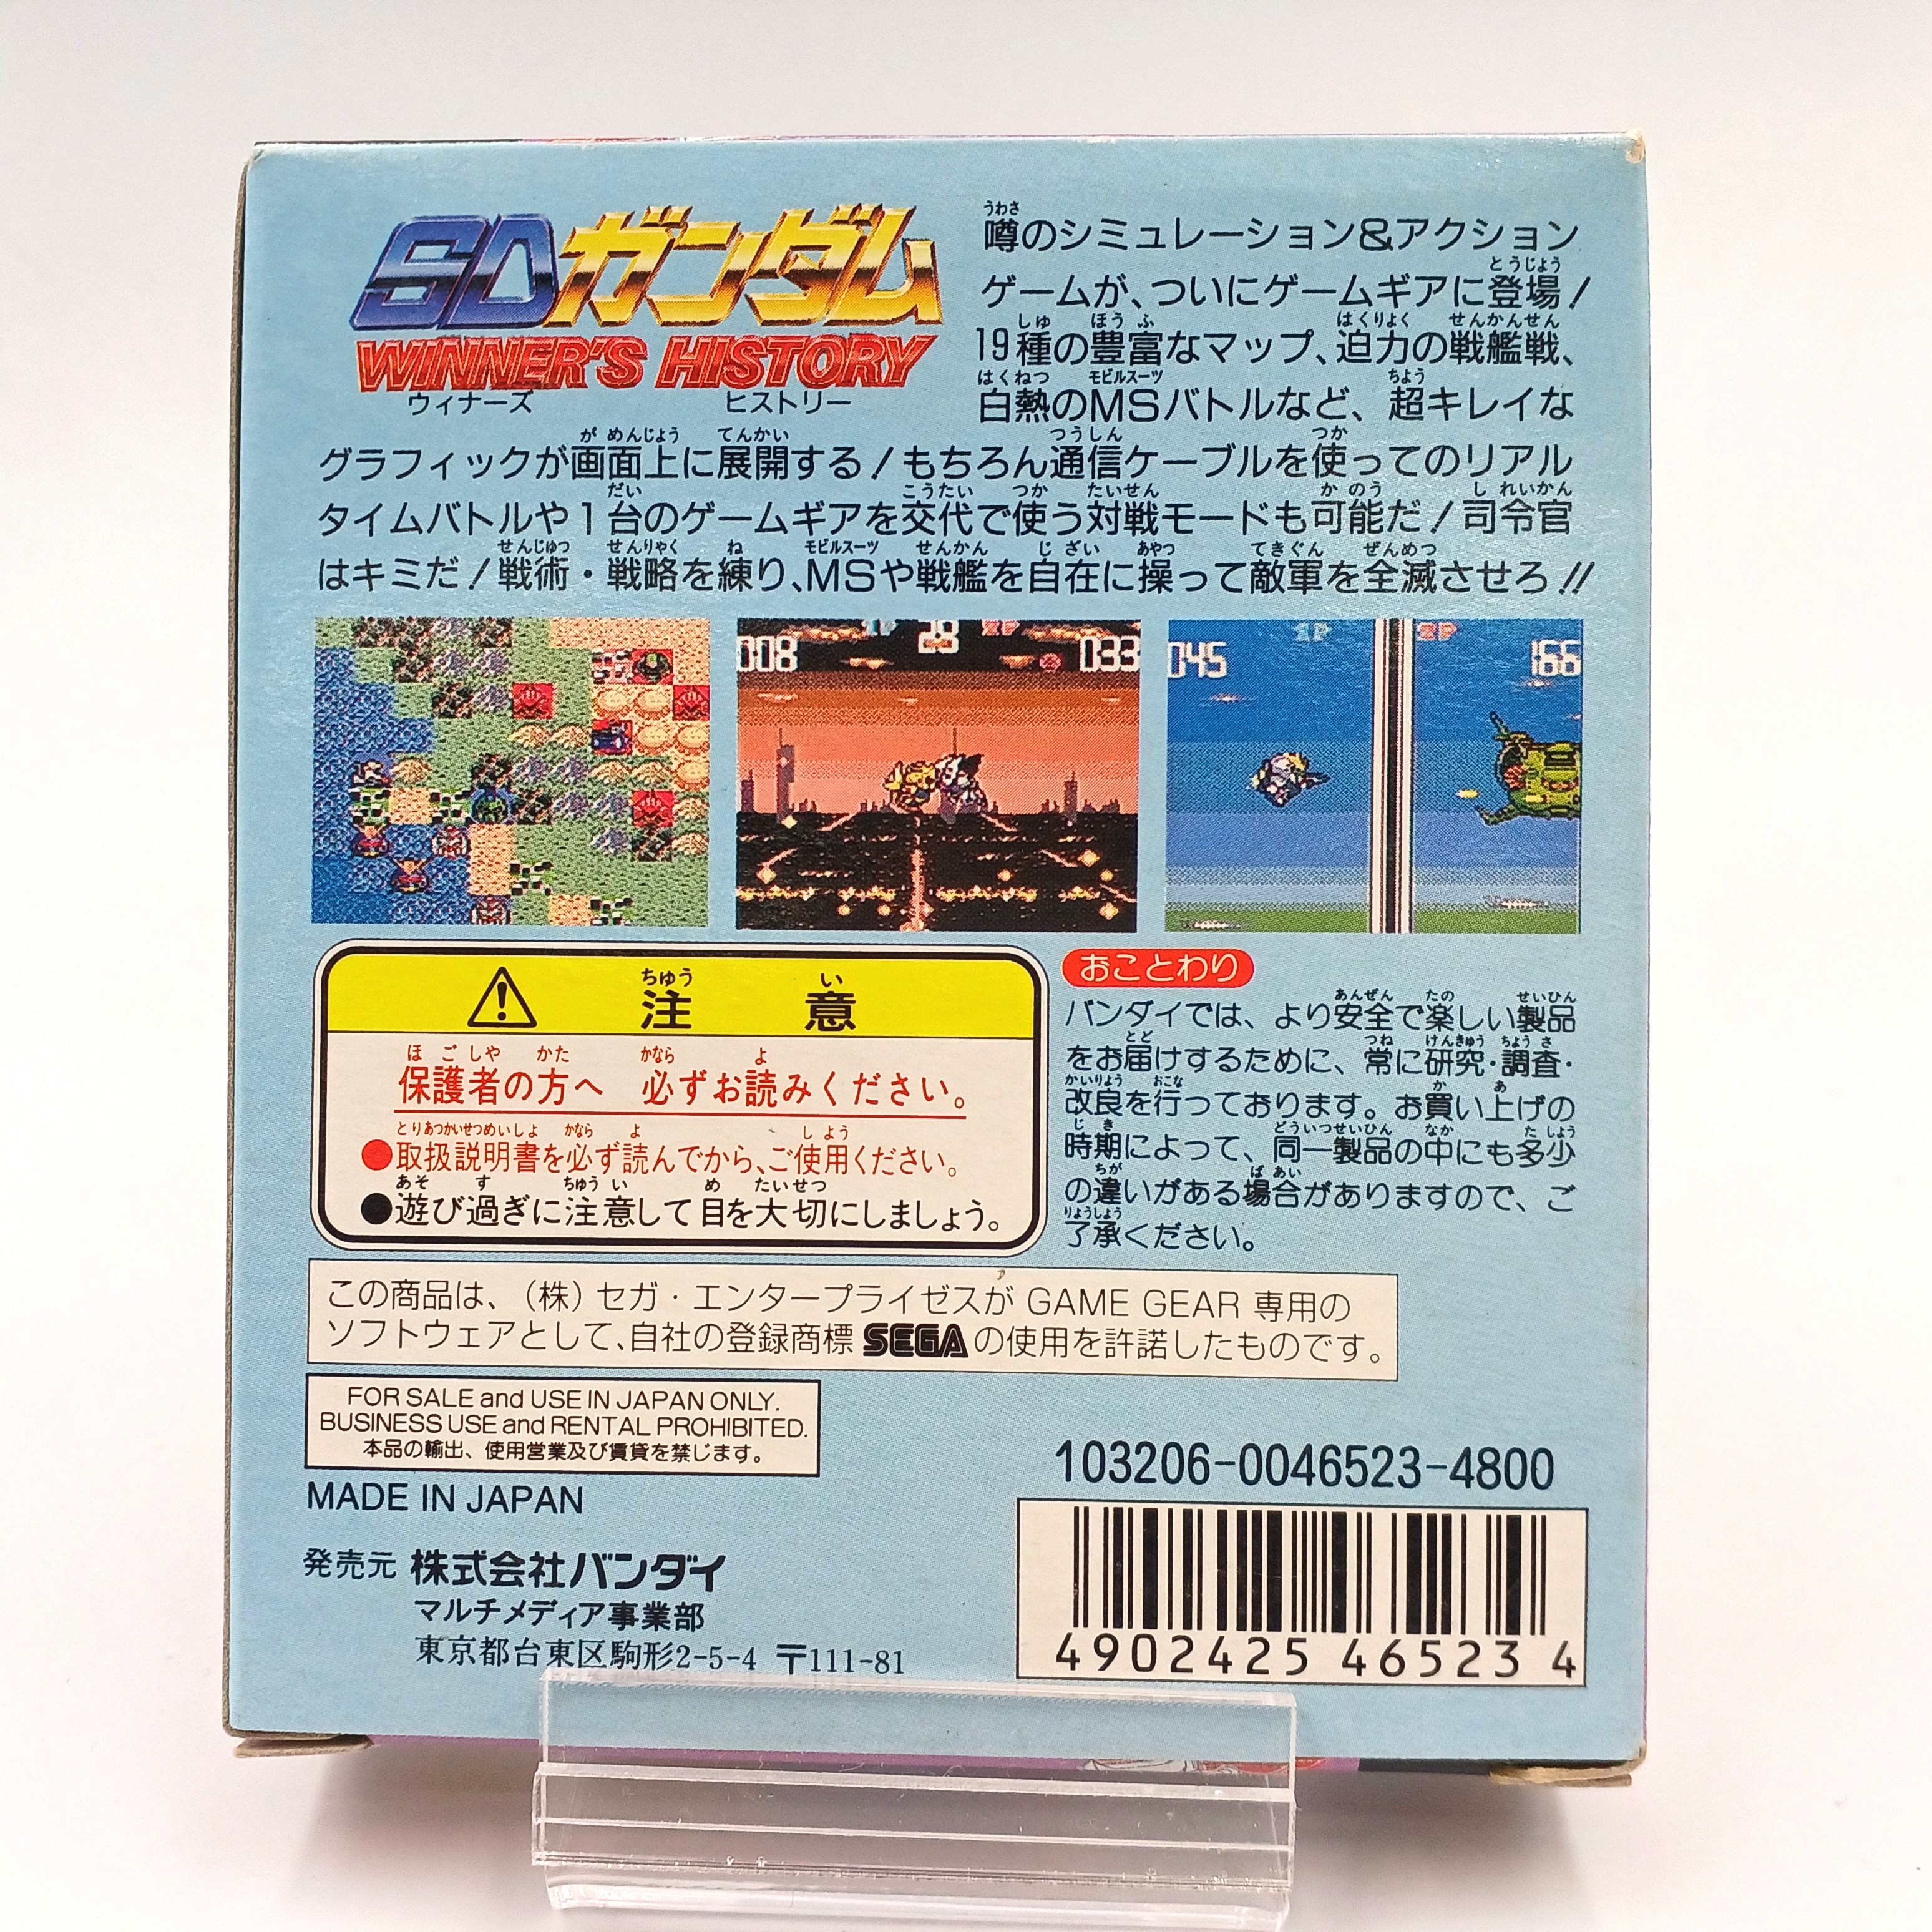 SDガンダム
WINNER'S HISTORY
ウィナーズ ヒストリー
噂のシミュレーション&アクション
ゲームが、ついにゲームギアに登場!
19種の豊富なマップ、迫力の戦艦戦、
白熱のMSバトルなど、超キレイな
グラフィックが画面上に展開する!もちろん通信ケーブルを使ってのリアル
タイムバトルや1台のゲームギアを交代で使う対戦モードも可能だ!司令官
はキミだ!戦術・戦略を練り、MSや戦艦を自在に操って敵軍を全滅させろ!!
008 1P 18 2P 033
045 1P 2P 166
注意
保護者の方へ 必ずお読みください。
●取扱説明書を必ず読んでから、ご使用ください。
●遊び過ぎに注意して目を大切にしましょう。
おことわり
バンダイでは、より安全で楽しい製品
をお届けするために、常に研究・調査・
改良を行っております。お買い上げの
時期によって、同一製品の中にも多少
の違いがある場合がありますので、ご
了承ください。
この商品は、(株)セガ・エンタープライゼスが GAME GEAR 専用の
ソフトウェアとして、自社の登録商標 SEGA の使用を許諾したものです。
FOR SALE and USE IN JAPAN ONLY.
BUSINESS USE and RENTAL PROHIBITED.
本品の輸出、使用営業及び賃貸を禁じます。
MADE IN JAPAN
発売元 株式会社バンダイ
マルチメディア事業部
東京都台東区駒形2-5-4 〒111-81
103206-0046523-4800
4902425465234